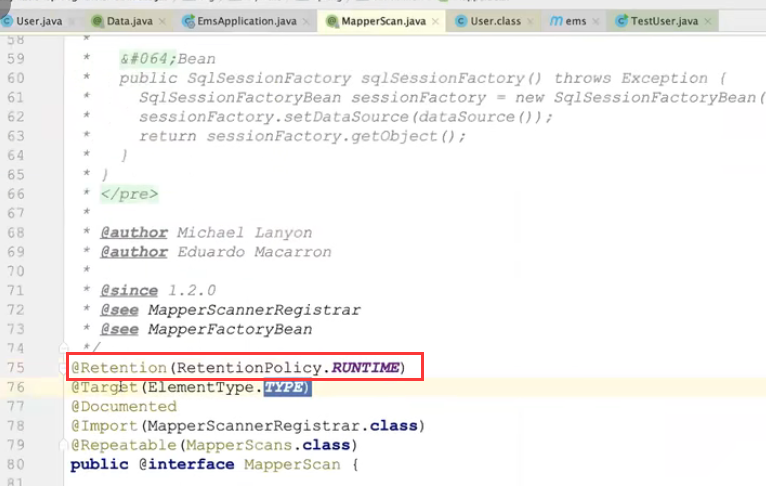 User.java Data.java EmsApplication.java MapperScan.java User.class ems TestUser.java
58 *
59 * &#064;Bean
60 * public SqlSessionFactory sqlSessionFactory() throws Exception {
61 * SqlSessionFactoryBean sessionFactory = new SqlSessionFactoryBean(
62 * sessionFactory.setDataSource(dataSource());
63 * return sessionFactory.getObject();
64 * }
65 * }
66 * </pre>
67 *
68 * @author Michael Lanyon
69 * @author Eduardo Macarron
70 *
71 * @since 1.2.0
72 * @see MapperScannerRegistrar
73 * @see MapperFactoryBean
74 */
75 @Retention(RetentionPolicy.RUNTIME)
76 @Target(ElementType.TYPE)
77 @Documented
78 @Import(MapperScannerRegistrar.class)
79 @Repeatable(MapperScans.class)
80 public @interface MapperScan {
81